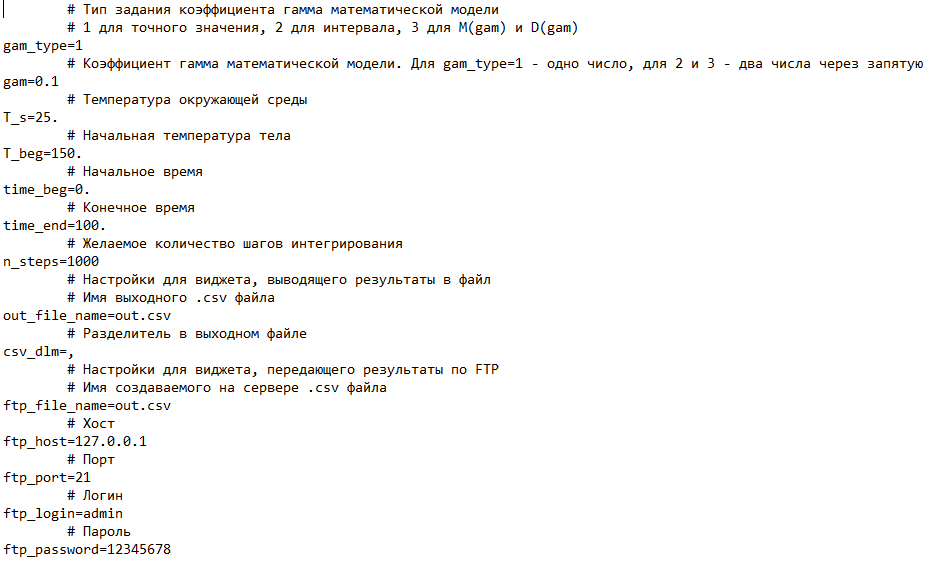 # Тип задания коэффициента гамма математической модели
# 1 для точного значения, 2 для интервала, 3 для M(gam) и D(gam)
gam_type=1
# Коэффициент гамма математической модели. Для gam_type=1 - одно число, для 2 и 3 - два числа через запятую
gam=0.1
# Температура окружающей среды
T_s=25.
# Начальная температура тела
T_beg=150.
# Начальное время
time_beg=0.
# Конечное время
time_end=100.
# Желаемое количество шагов интегрирования
n_steps=1000
# Настройки для виджета, выводящего результаты в файл
# Имя выходного .csv файла
out_file_name=out.csv
# Разделитель в выходном файле
csv_dlm=,
# Настройки для виджета, передающего результаты по FTP
# Имя создаваемого на сервере .csv файла
ftp_file_name=out.csv
# Хост
ftp_host=127.0.0.1
# Порт
ftp_port=21
# Логин
ftp_login=admin
# Пароль
ftp_password=12345678